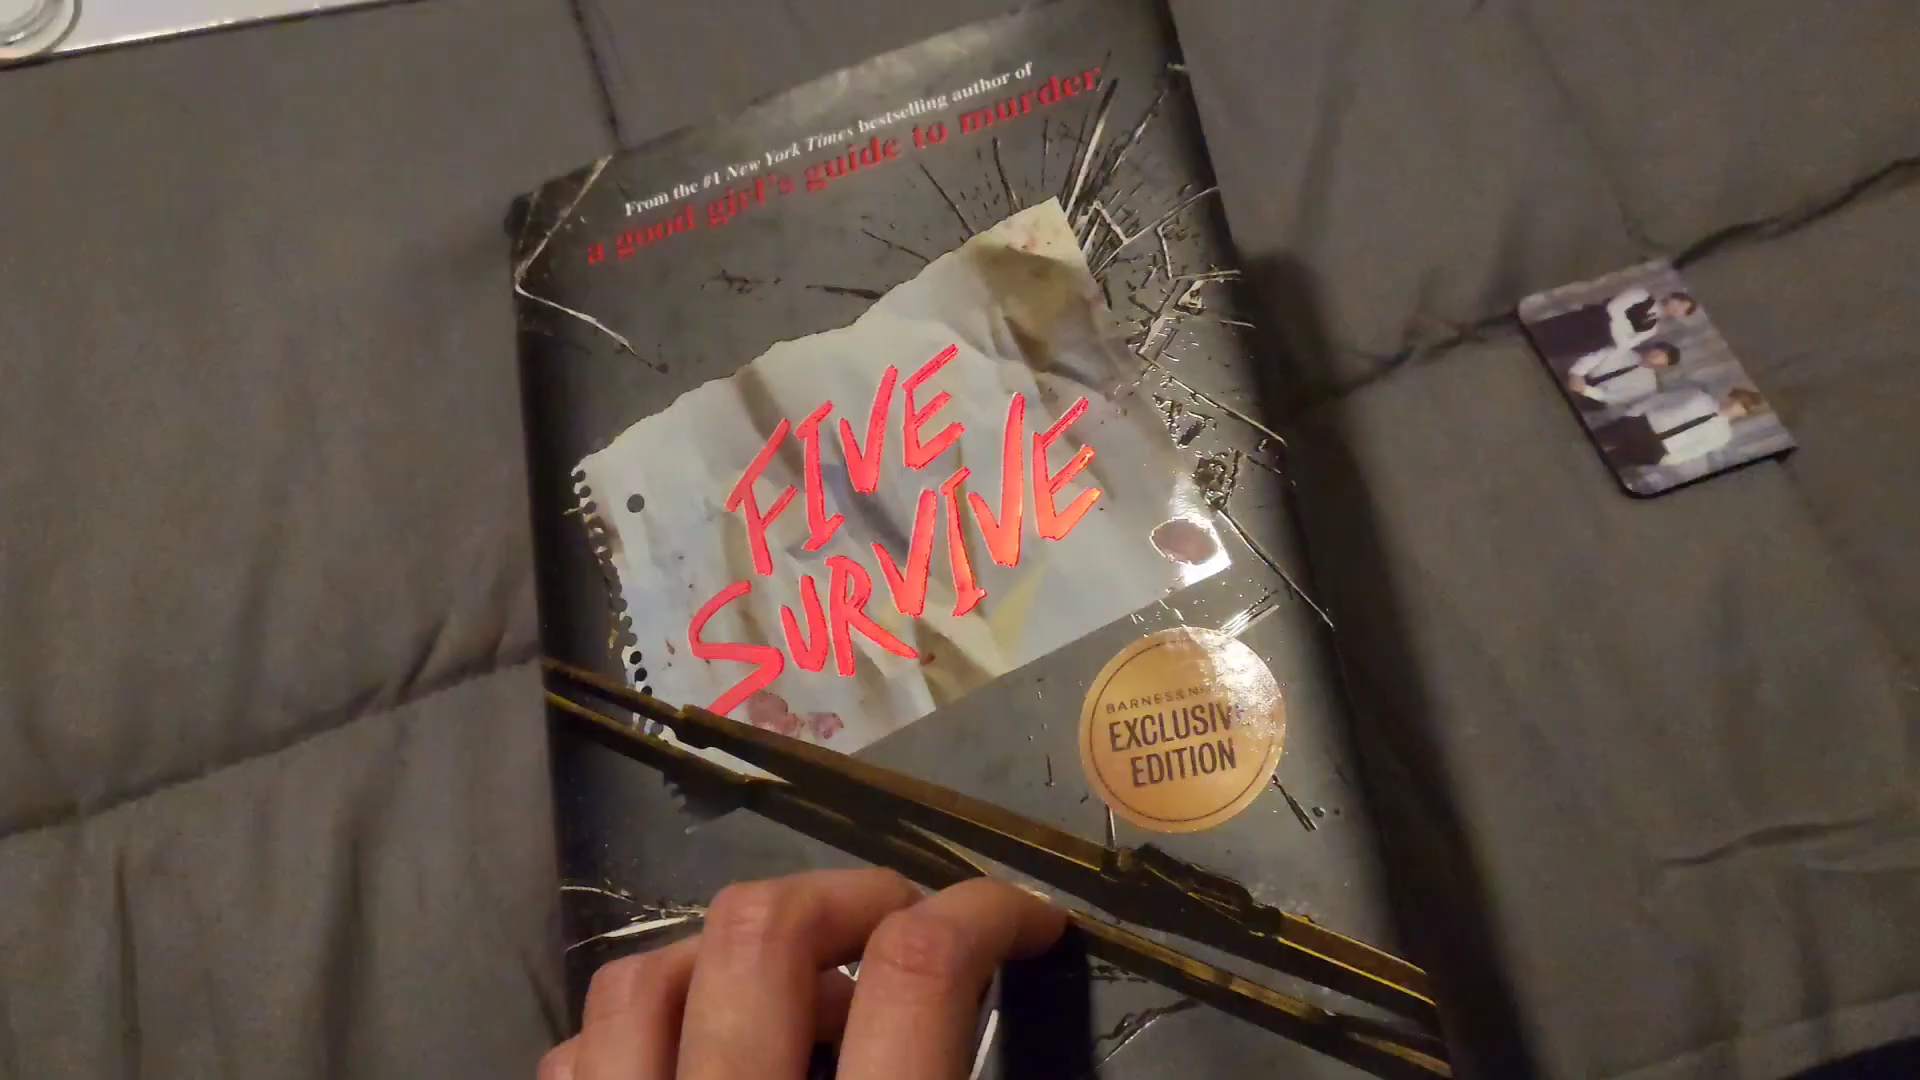 From the #1 New York Times bestselling author of
a good girl's guide to murder
FIVE
SURVIVE
EXCLUSIVE
EDITION